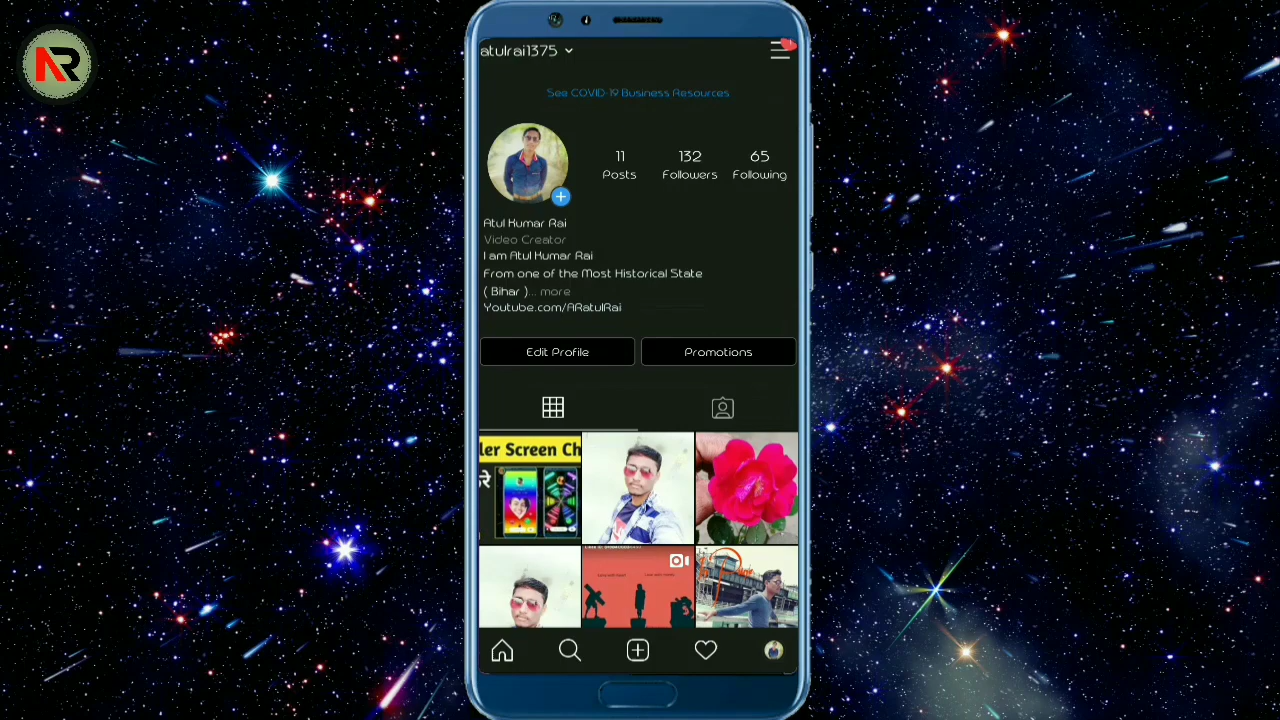 AR
atulrai1375
See COVID-19 Business Resources
11
Posts
132
Followers
65
Following
Atul Kumar Rai
Video Creator
I am Atul Kumar Rai
From one of the Most Historical State
( Bihar )... more
Youtube.com/ARatulRai
Edit Profile
Promotions
ler Screen Ch
रे